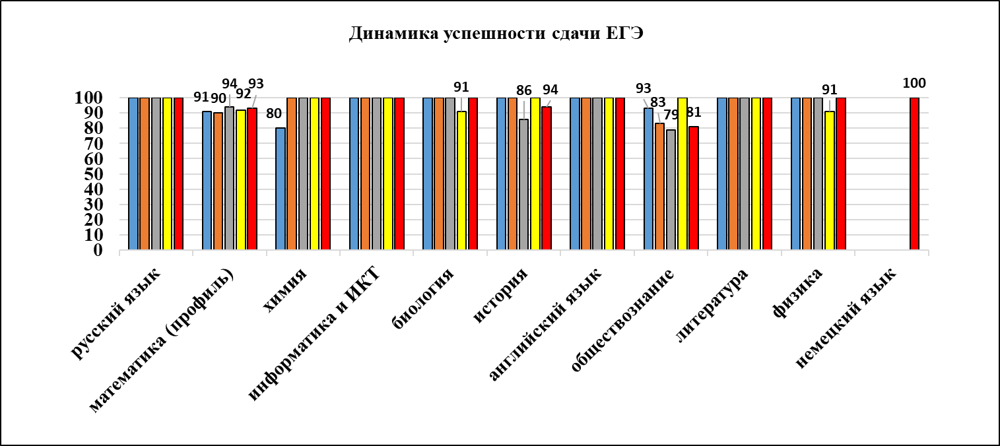 Динамика успешности сдачи ЕГЭ
91 90 94 92 93
80
91
86 94
93 83 79 81
91
100
100
90
80
70
60
50
40
30
20
10
0
русский язык
математика (профиль)
химия
информатика и ИКТ
биология
история
английский язык
обществознание
литература
физика
немецкий язык